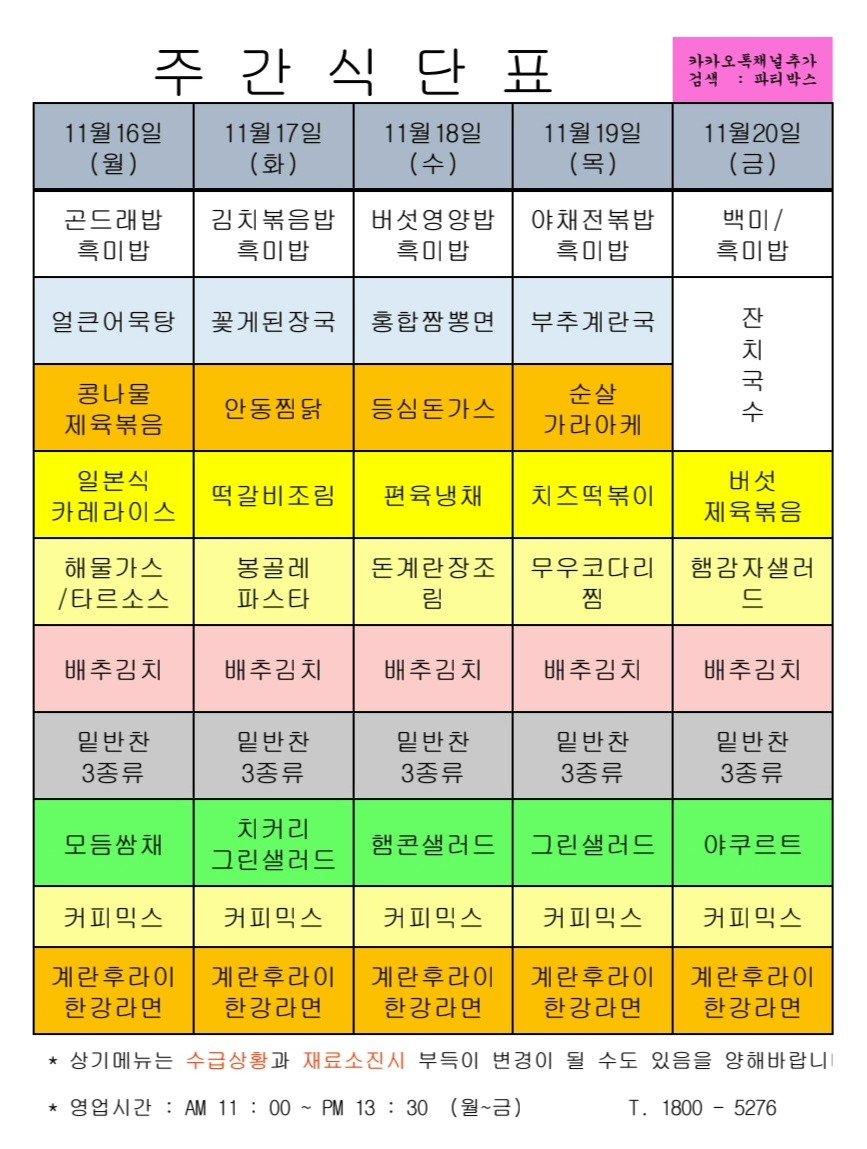 주 간 식 단 표
카카오톡채널추가
검색 : 파티박스
11월16일 11월17일 11월18일 11월19일 11월20일
(월) (화) (수) (목) (금)
곤드래밥 김치볶음밥 버섯영양밥 야채전볶밥 백미/
흑미밥 흑미밥 흑미밥 흑미밥 흑미밥
얼큰어묵탕 꽃게된장국 홍합짬뽕면 부추계란국
잔
치
국
수
콩나물
제육볶음
안동찜닭
등심돈가스
순살
가라아케
일본식
카레라이스
떡갈비조림
편육냉채
치즈떡볶이
버섯
제육볶음
해물가스
/타르소스
봉골레
파스타
돈계란장조
림
무우코다리
찜
햄감자샐러
드
배추김치 배추김치 배추김치 배추김치 배추김치
밑반찬 밑반찬 밑반찬 밑반찬 밑반찬
3종류 3종류 3종류 3종류 3종류
모듬쌈채
치커리
그린샐러드
햄콘샐러드
그린샐러드
야쿠르트
커피믹스 커피믹스 커피믹스 커피믹스 커피믹스
계란후라이 계란후라이 계란후라이 계란후라이 계란후라이
한강라면 한강라면 한강라면 한강라면 한강라면
* 상기메뉴는 수급상황과 재료소진시 부득이 변경이 될 수도 있음을 양해바랍니
* 영업시간 : AM 11 : 00 ~ PM 13 : 30 (월~금) T. 1800 - 5276